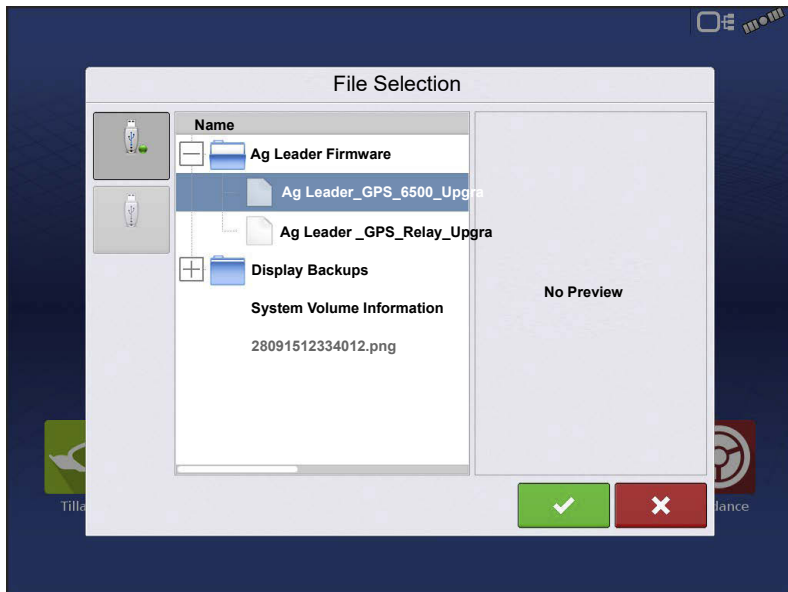 File Selection
Name
Ag Leader Firmware
Ag Leader_GPS_6500_Upgra
Ag Leader _GPS_Relay_Upgra
Display Backups
System Volume Information
28091512334012.png
No Preview
Tilla
dance